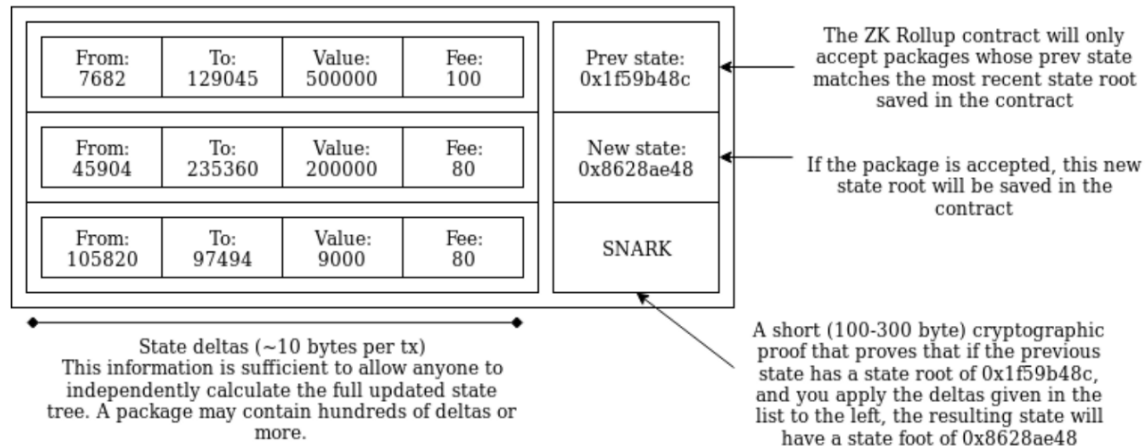 From: To: Value: Fee:
7682 129045 500000 100
From: To: Value: Fee:
45904 235360 200000 80
From: To: Value: Fee:
105820 97494 9000 80
Prev state:
0x1f59b48c
New state:
0x8628ae48
SNARK
The ZK Rollup contract will only
accept packages whose prev state
matches the most recent state root
saved in the contract
If the package is accepted, this new
state root will be saved in the
contract
State deltas (~10 bytes per tx)
This information is sufficient to allow anyone to
independently calculate the full updated state
tree. A package may contain hundreds of deltas or
more.
A short (100-300 byte) cryptographic
proof that proves that if the previous
state has a state root of 0x1f59b48c,
and you apply the deltas given in the
list to the left, the resulting state will
have a state foot of 0x8628ae48